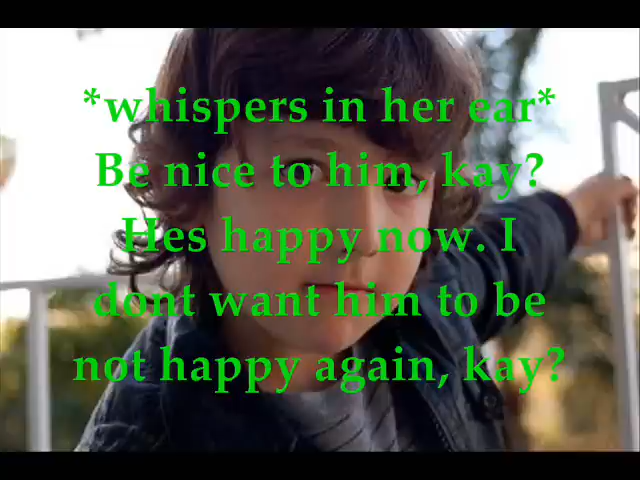 *whispers in her ear*
Be nice to him, kay?
Hes happy now. I
dont want him to be
not happy again, kay?